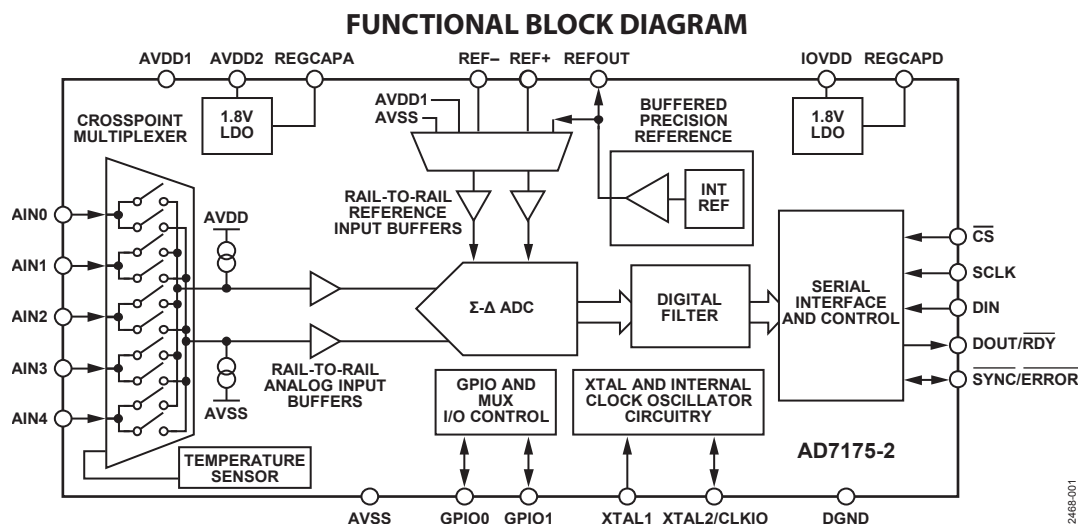 FUNCTIONAL BLOCK DIAGRAM
AVDD1 AVDD2 REGCAPA REF– REF+ REFOUT IOVDD REGCAPD
CROSSPOINT
MULTIPLEXER
1.8V
LDO
AVDD1
AVSS
BUFFERED
PRECISION
REFERENCE
1.8V
LDO
INT
REF
RAIL-TO-RAIL
REFERENCE
INPUT BUFFERS
AIN0
AIN1
AIN2
AIN3
AIN4
AVDD
AVSS
Σ-Δ ADC
DIGITAL
FILTER
SERIAL
INTERFACE
AND CONTROL
CS
SCLK
DIN
DOUT/RDY
SYNC/ERROR
RAIL-TO-RAIL
ANALOG INPUT
BUFFERS
GPIO AND
MUX
I/O CONTROL
XTAL AND INTERNAL
CLOCK OSCILLATOR
CIRCUITRY
TEMPERATURE
SENSOR
AD7175-2
AVSS GPIO0 GPIO1 XTAL1 XTAL2/CLKIO DGND
2468-001